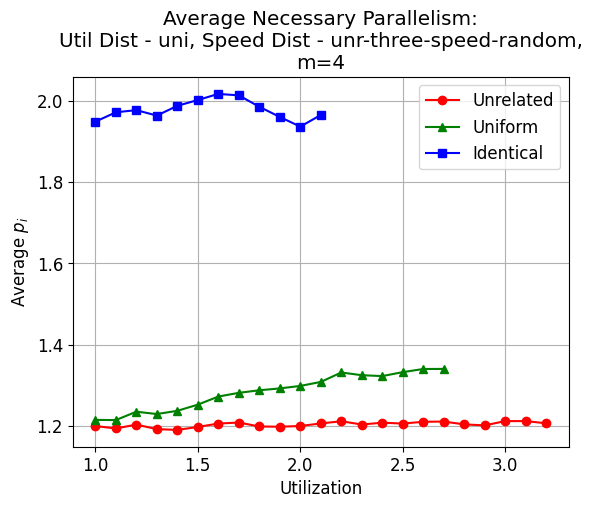 Average Necessary Parallelism:
Util Dist - uni, Speed Dist - unr-three-speed-random,
m=4
Unrelated
Uniform
Identical
Average pᵢ
2.0
1.8
1.6
1.4
1.2
1.0 1.5 2.0 2.5 3.0
Utilization